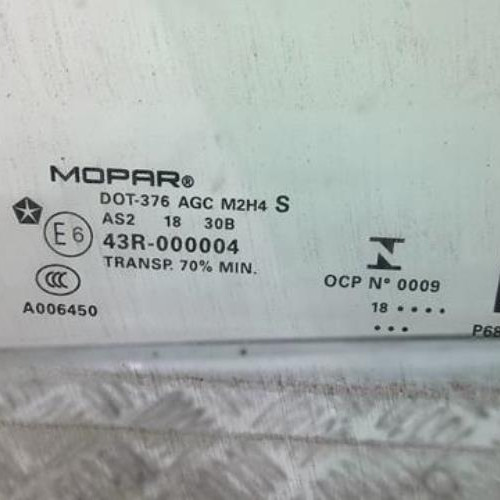 MOPAR®
DOT-376 AGC M2H4 S
AS2 18 30B
E6
43R-000004
TRANSP. 70% MIN.
CCC
A006450
OCP N° 0009
18 • • • •
• • •
P68